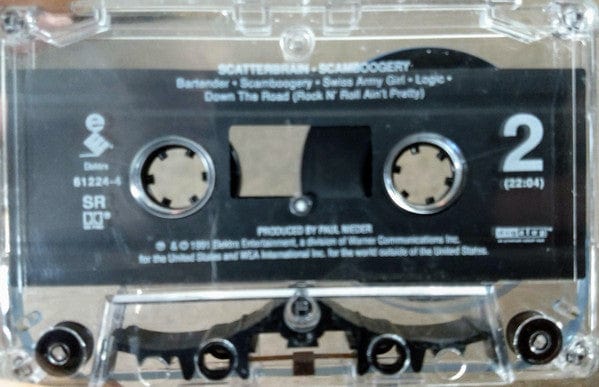 SCATTERBRAIN • SCAMBOOGERY
Bartender • Scamboogery • Swiss Army Girl • Logic •
Down The Road (Rock N' Roll Ain't Pretty)
e
Elektra
61224-4
SR
2
(22:04)
PRODUCED BY PAUL RIEDER
℗ & © 1991 Elektra Entertainment, a division of Warner Communications Inc.
for the United States and WEA International Inc. for the world outside of the United States.